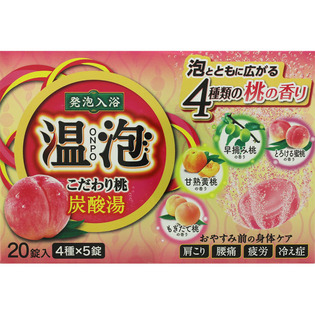 発泡入浴
温泡
ONPO
こだわり桃
炭酸湯
20錠入 4種×5錠
泡とともに広がる
4種類の桃の香り
早摘み桃
の香り
とろける蜜桃
の香り
甘熟黄桃
の香り
もぎたて桃
の香り
おやすみ前の身体ケア
肩こり 腰痛 疲労 冷え症